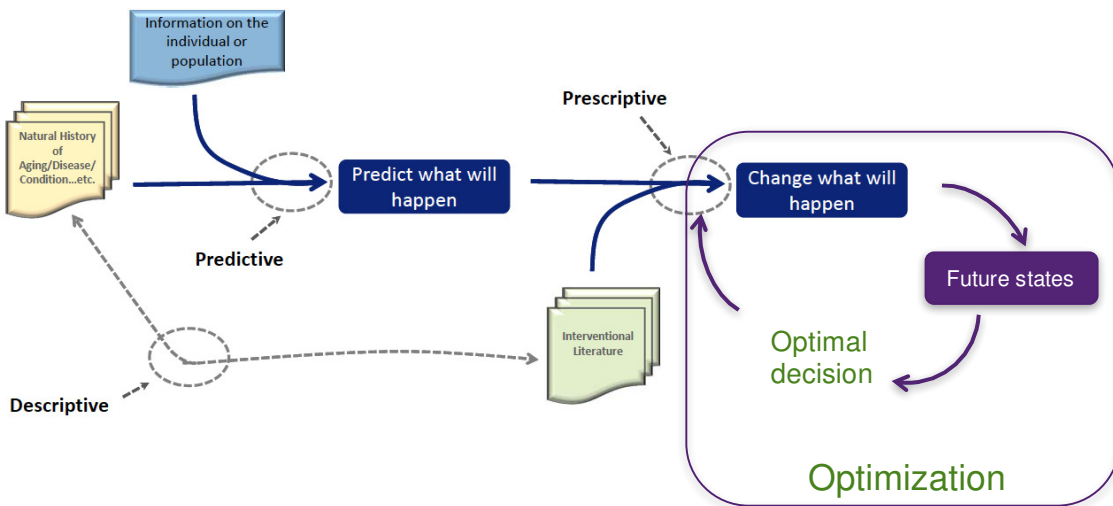 Information on the
individual or
population
Prescriptive
Natural History
of
Aging/Disease/
Condition...etc.
Predict what will
happen
Change what will
happen
Predictive
Future states
Interventional
Literature
Optimal
decision
Descriptive
Optimization